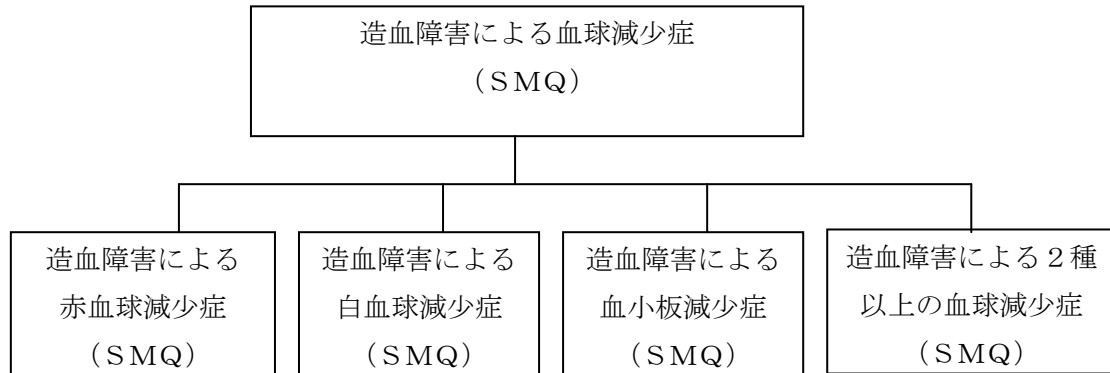 造血障害による血球減少症
（ＳＭＱ）
造血障害による
赤血球減少症
（ＳＭＱ）
造血障害による
白血球減少症
（ＳＭＱ）
造血障害による
血小板減少症
（ＳＭＱ）
造血障害による２種
以上の血球減少症
（ＳＭＱ）